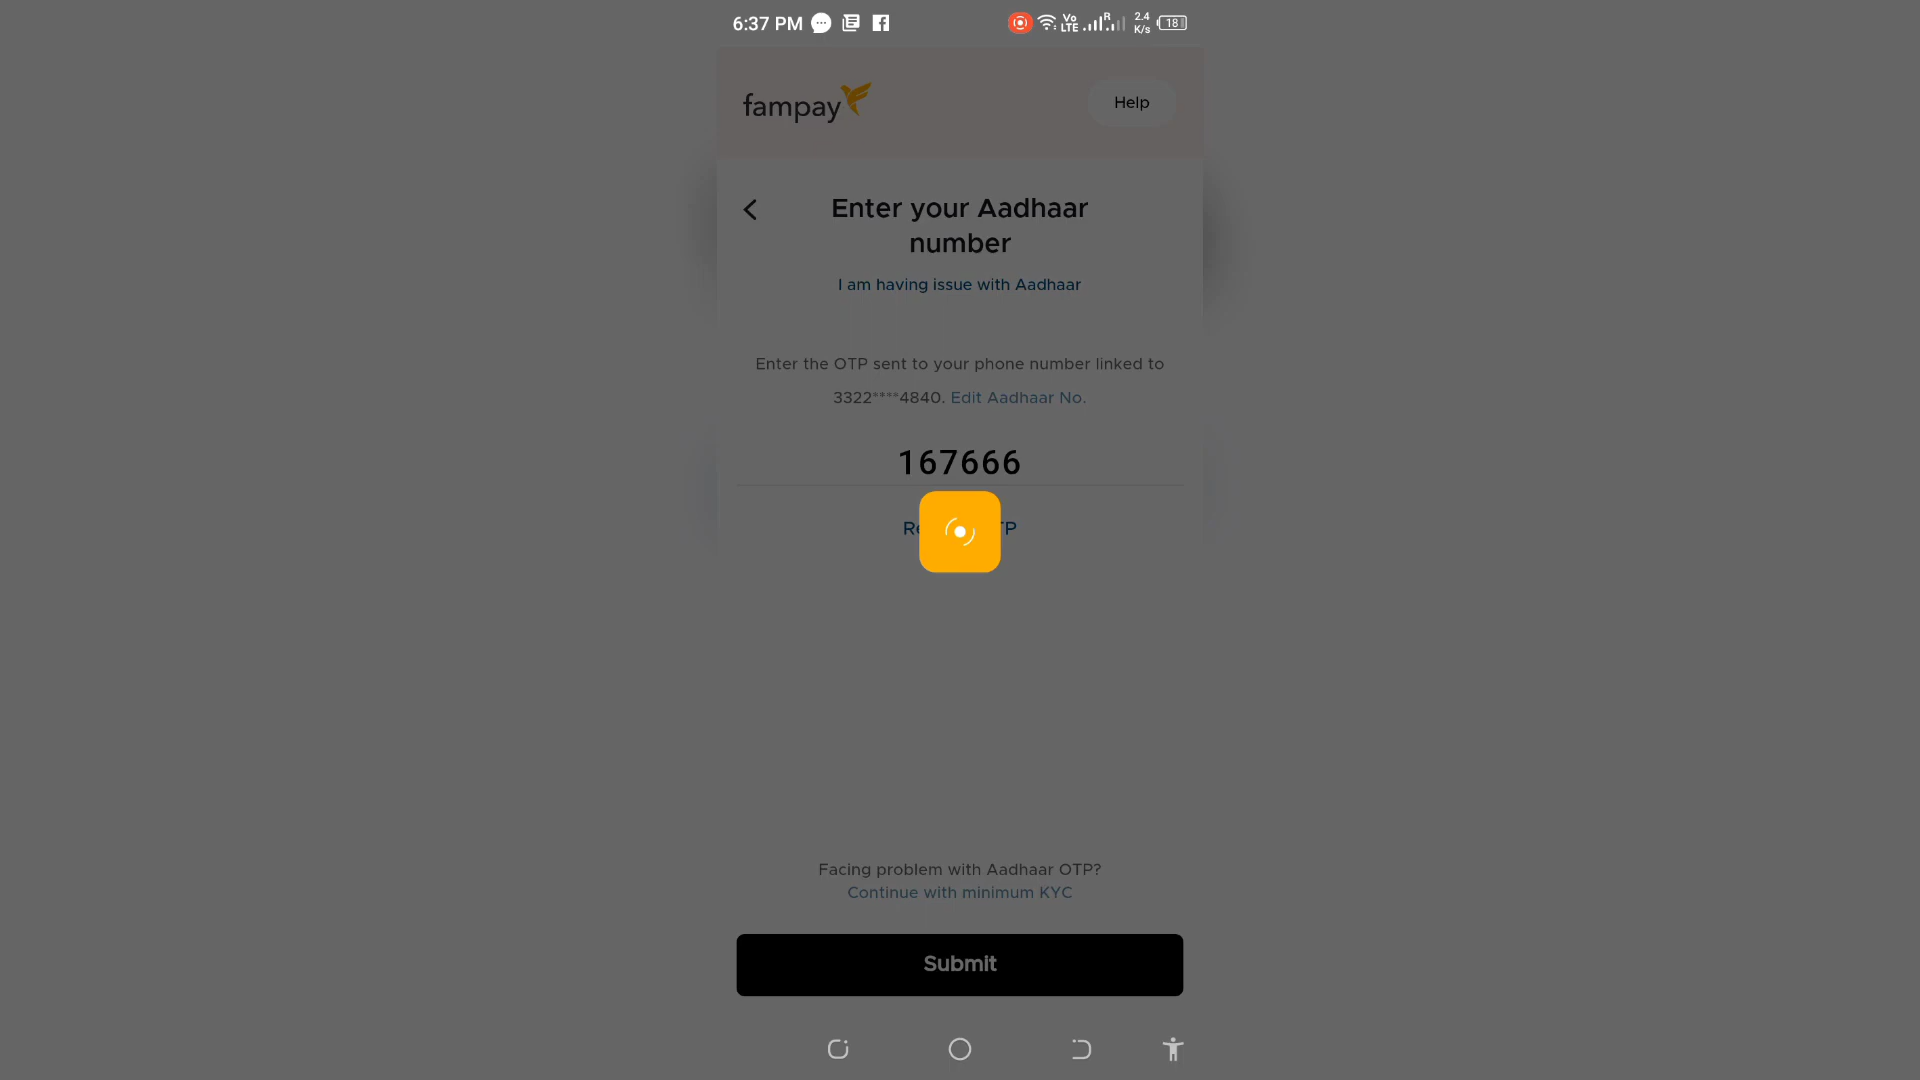 6:37 PM
Vo
LTE
R
2.4
K/s
18
fampay
Help
Enter your Aadhaar
number
I am having issue with Aadhaar
Enter the OTP sent to your phone number linked to
3322****4840. Edit Aadhaar No.
167666
Facing problem with Aadhaar OTP?
Continue with minimum KYC
Submit